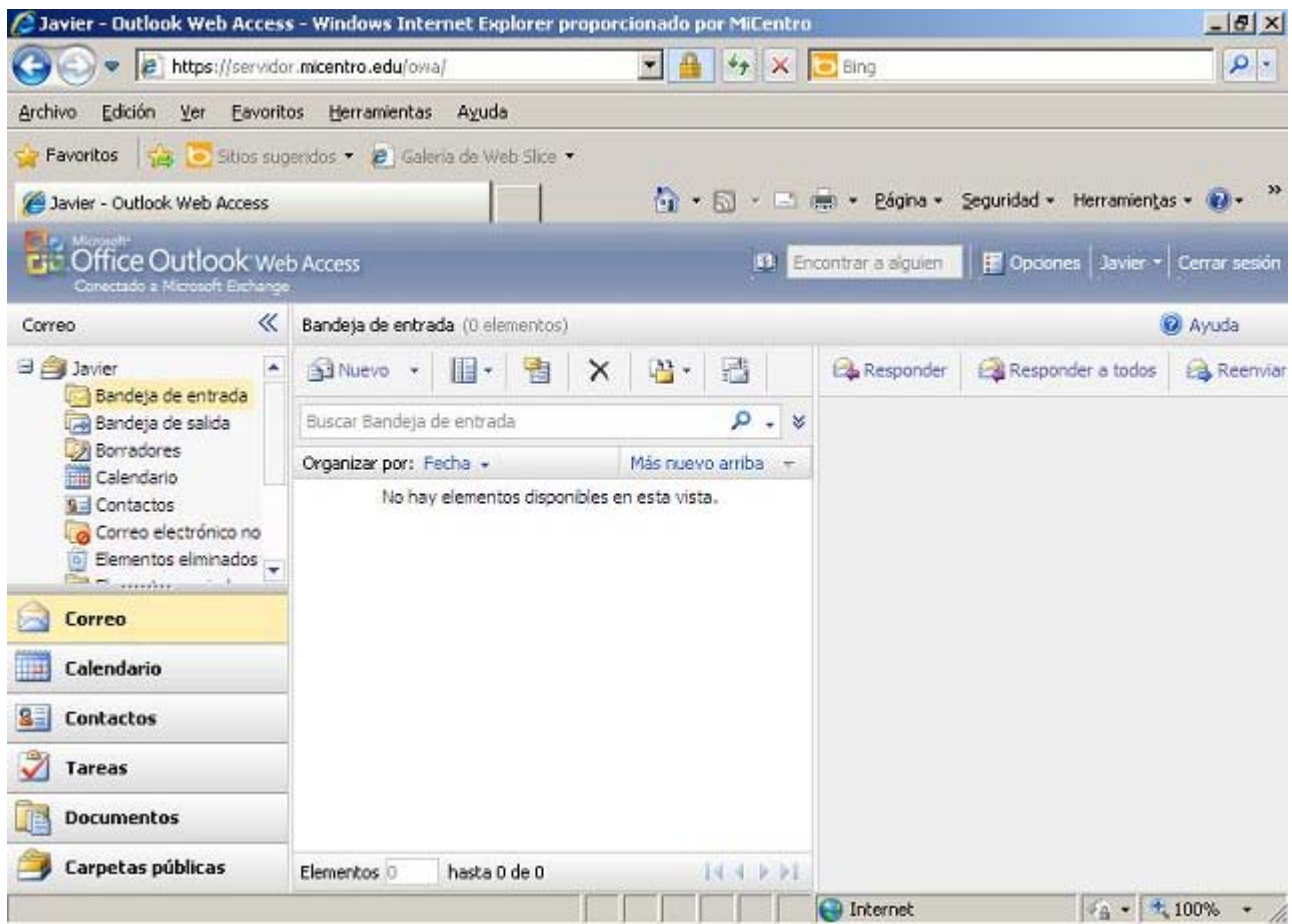 Javier - Outlook Web Access - Windows Internet Explorer proporcionado por MiCentro
https://servidor.micentro.edu/owa/
Bing
Archivo Edición Ver Favoritos Herramientas Ayuda
Favoritos Sitios sugeridos Galería de Web Slice
Javier - Outlook Web Access
Página Seguridad Herramientas »
Microsoft
Office Outlook Web Access
Conectado a Microsoft Exchange
Encontrar a alguien Opciones Javier Cerrar sesión
Correo
Bandeja de entrada (0 elementos)
Ayuda
Javier
Bandeja de entrada
Bandeja de salida
Borradores
Calendario
Contactos
Correo electrónico no
Elementos eliminados
Nuevo
Responder Responder a todos Reenviar
Buscar Bandeja de entrada
Organizar por: Fecha Más nuevo arriba
No hay elementos disponibles en esta vista.
Correo
Calendario
Contactos
Tareas
Documentos
Carpetas públicas
Elementos 0 hasta 0 de 0
Internet 100%